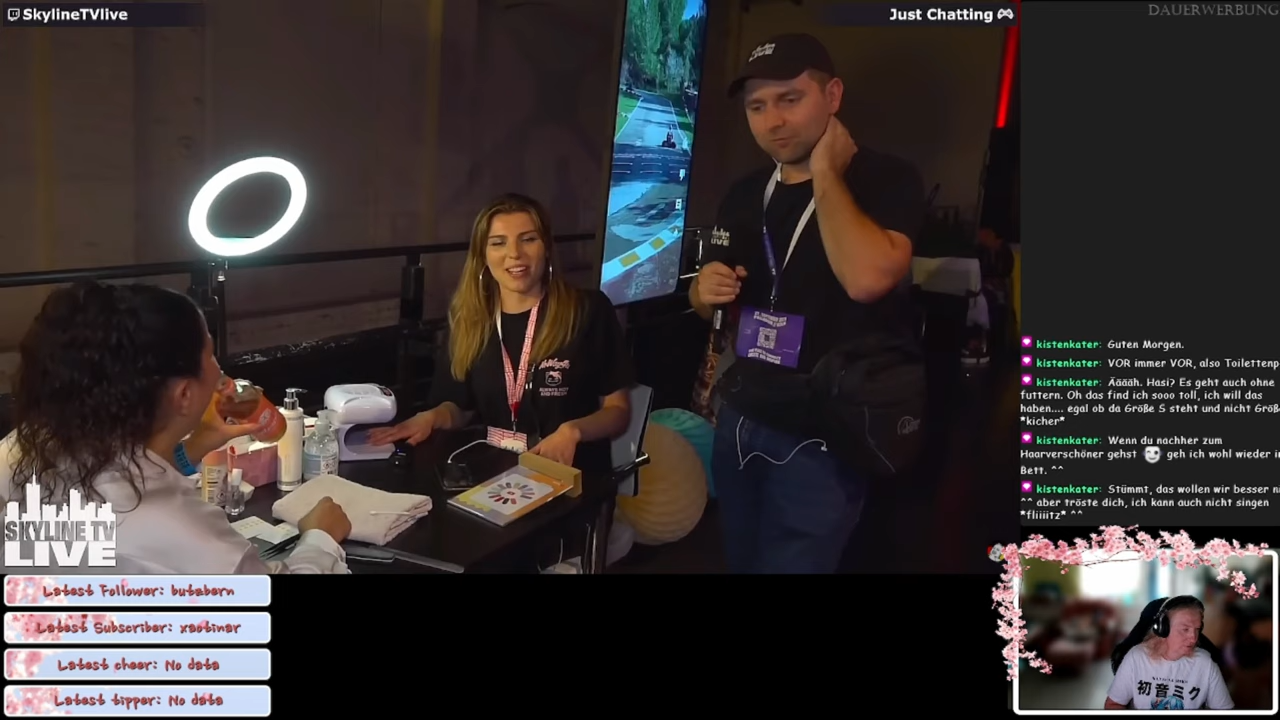 SkylineTVlive
Just Chatting
DAUERWERBUNG
LIVE
LIVE
kistenkater: Guten Morgen.
kistenkater: VOR immer VOR, also Toilettenp
kistenkater: Äääh. Hasi? Es geht auch ohne
futtern. Oh das find ich sooo toll, ich will das
haben.... egal ob da Größe S steht und nicht Größ
*kicher*
kistenkater: Wenn du nachher zum
Haarverschöner gehst geh ich wohl wieder in
Bett. ^^
kistenkater: Stümmt, das wollen wir besser n
^^ aber tröste dich, ich kann auch nicht singen
*fliiiitz* ^^
SKYLINE TV
LIVE
Latest Follower: butzbern
Latest Subscriber: xaotinar
Latest cheer: No data
Latest tipper: No data
初音ミク